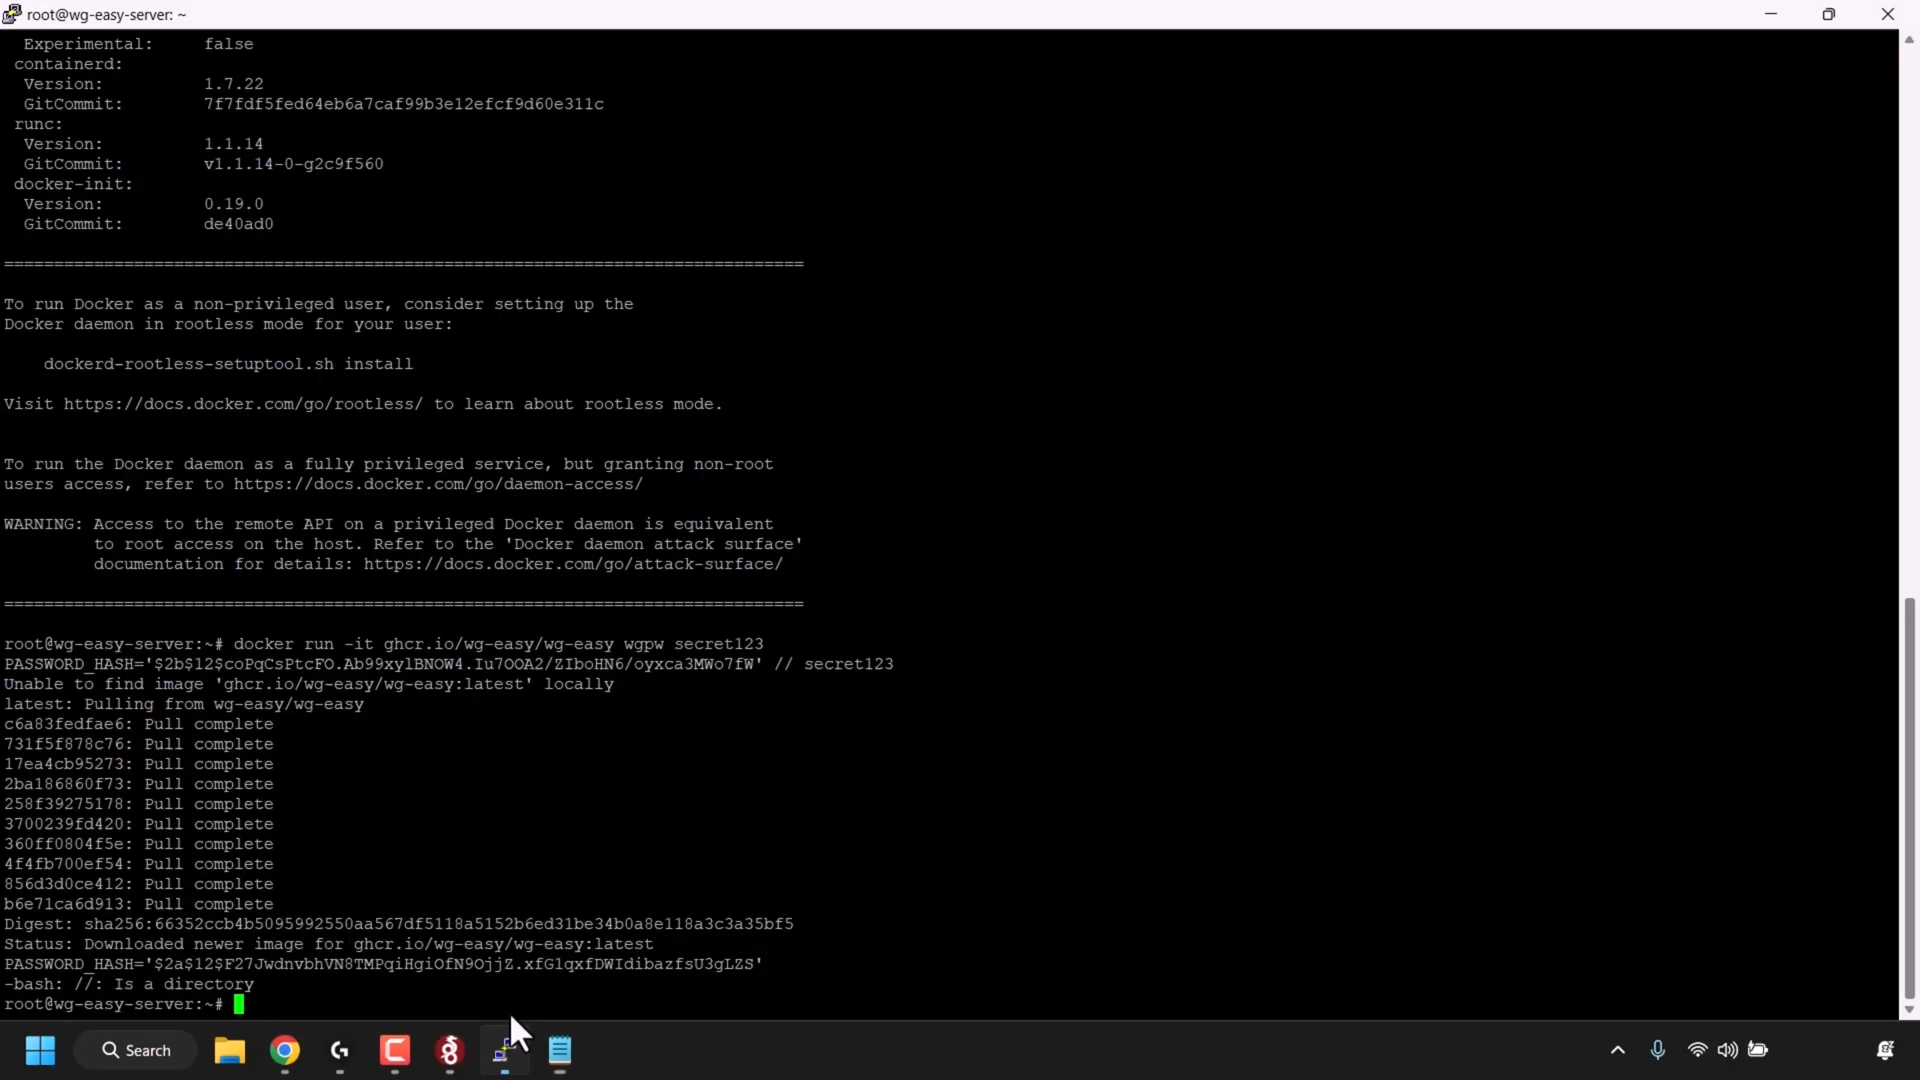 root@wg-easy-server: ~
Experimental: false
containerd:
Version: 1.7.22
GitCommit: 7f7fdf5fed64eb6a7caf99b3e12efcf9d60e311c
runc:
Version: 1.1.14
GitCommit: v1.1.14-0-g2c9f560
docker-init:
Version: 0.19.0
GitCommit: de40ad0
================================================================================
To run Docker as a non-privileged user, consider setting up the
Docker daemon in rootless mode for your user:
dockerd-rootless-setuptool.sh install
Visit https://docs.docker.com/go/rootless/ to learn about rootless mode.
To run the Docker daemon as a fully privileged service, but granting non-root
users access, refer to https://docs.docker.com/go/daemon-access/
WARNING: Access to the remote API on a privileged Docker daemon is equivalent
to root access on the host. Refer to the 'Docker daemon attack surface'
documentation for details: https://docs.docker.com/go/attack-surface/
================================================================================
root@wg-easy-server:~# docker run -it ghcr.io/wg-easy/wg-easy wgpw secret123
PASSWORD_HASH='$2b$12$coPqCsPtcFO.Ab99xylBNOW4.Iu7OOA2/ZIboHN6/oyxca3MWo7fW' // secret123
Unable to find image 'ghcr.io/wg-easy/wg-easy:latest' locally
latest: Pulling from wg-easy/wg-easy
c6a83fedfae6: Pull complete
731f5f878c76: Pull complete
17ea4cb95273: Pull complete
2ba186860f73: Pull complete
258f39275178: Pull complete
3700239fd420: Pull complete
360ff0804f5e: Pull complete
4f4fb700ef54: Pull complete
856d3d0ce412: Pull complete
b6e71ca6d913: Pull complete
Digest: sha256:66352ccb4b5095992550aa567df5118a5152b6ed31be34b0a8e118a3c3a35bf5
Status: Downloaded newer image for ghcr.io/wg-easy/wg-easy:latest
PASSWORD_HASH='$2a$12$F27JwdnvbhVN8TMPqiHgiOfN9OjjZ.xfG1qxfDWIdibazfsU3gLZS'
-bash: //: Is a directory
root@wg-easy-server:~#
Search